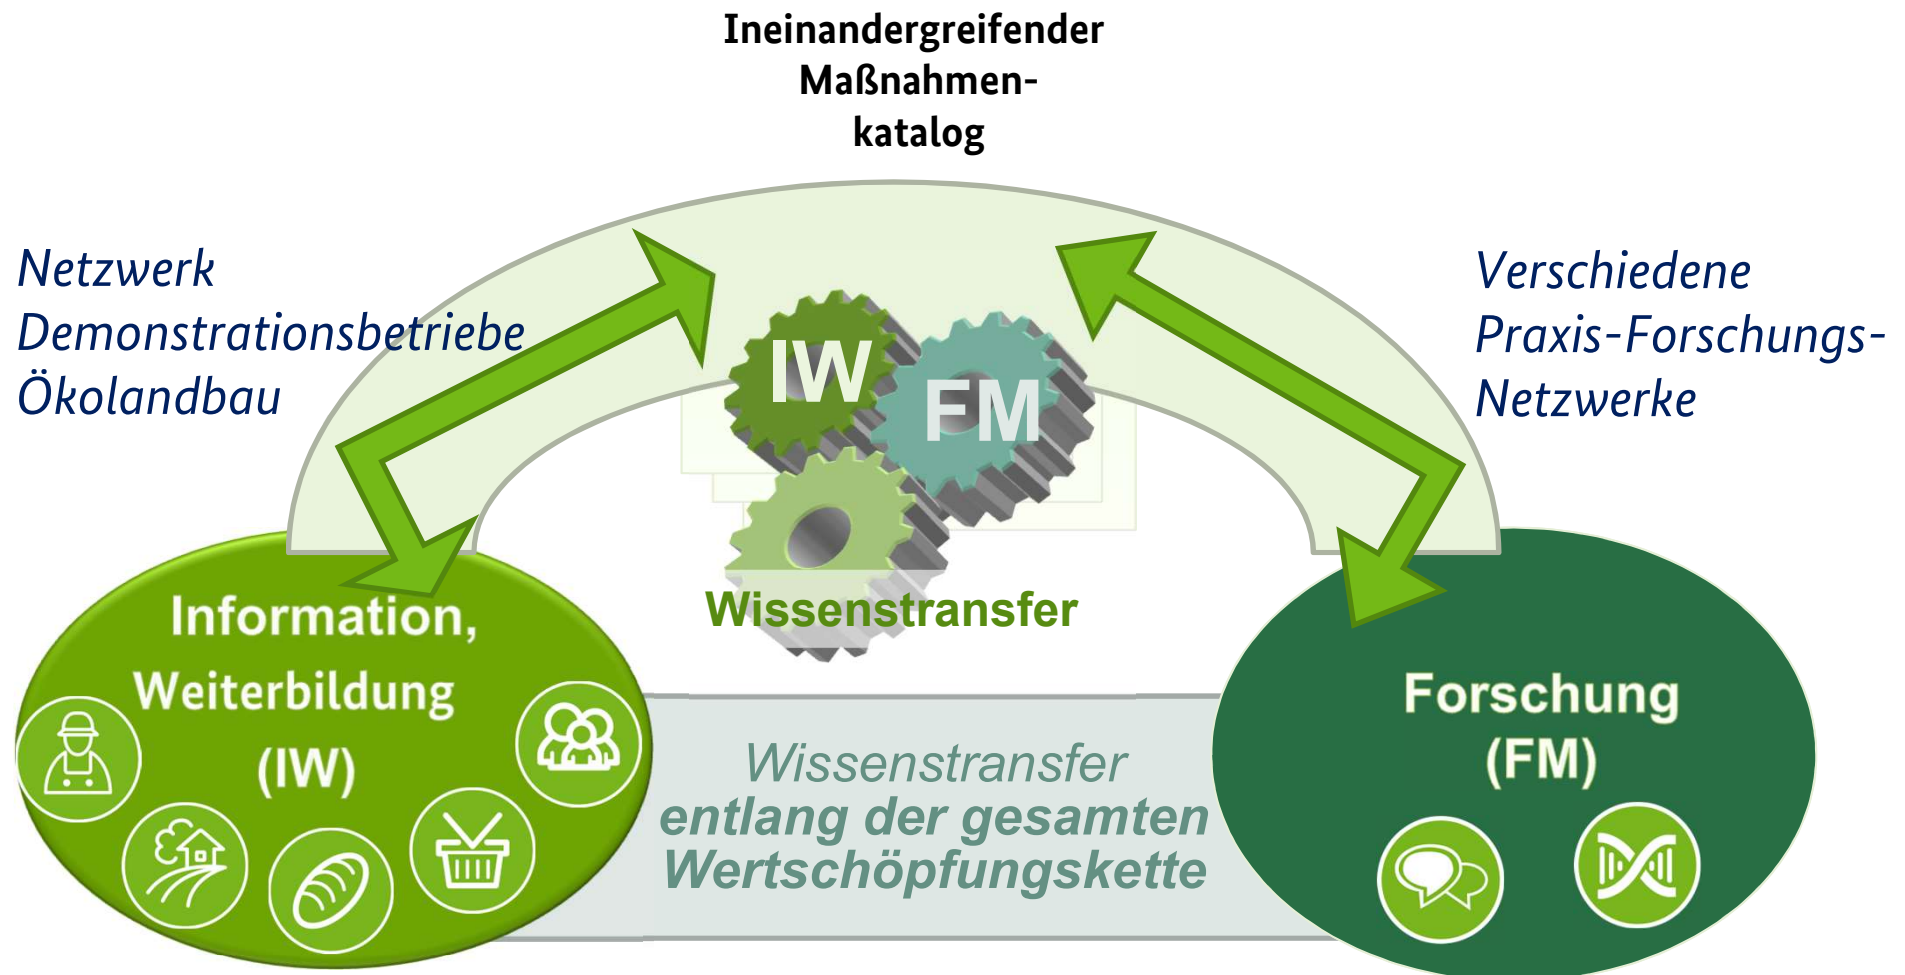 Ineinandergreifender
Maßnahmen-
katalog
Netzwerk
Demonstrationsbetriebe
Ökolandbau
Verschiedene
Praxis-Forschungs-
Netzwerke
IW
FM
Wissenstransfer
Information,
Weiterbildung
(IW)
Wissenstransfer
entlang der gesamten
Wertschöpfungskette
Forschung
(FM)